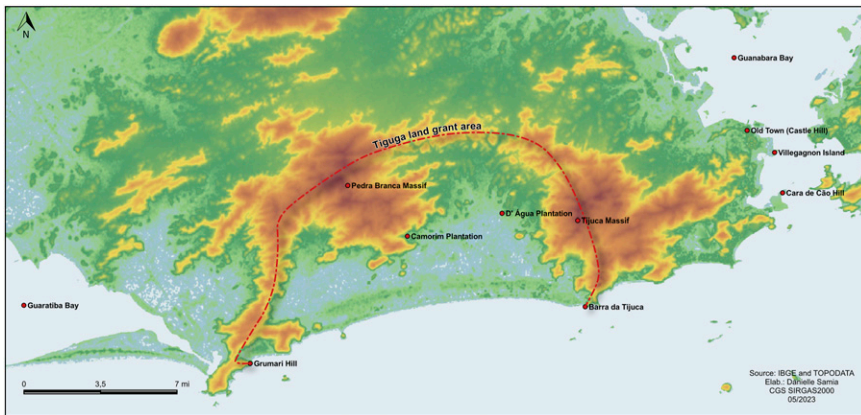 N
Guanabara Bay
Tiguga land grant area
Old Town (Castle Hill)
Villegagnon Island
Pedra Branca Massif
Cara de Cão Hill
D' Água Plantation
Tijuca Massif
Camorim Plantation
Guaratiba Bay
Barra da Tijuca
Grumari Hill
0 3,5 7 mi
Source: IBGE and TOPODATA
Elab.: Danielle Samia
CGS SIRGAS2000
05/2023